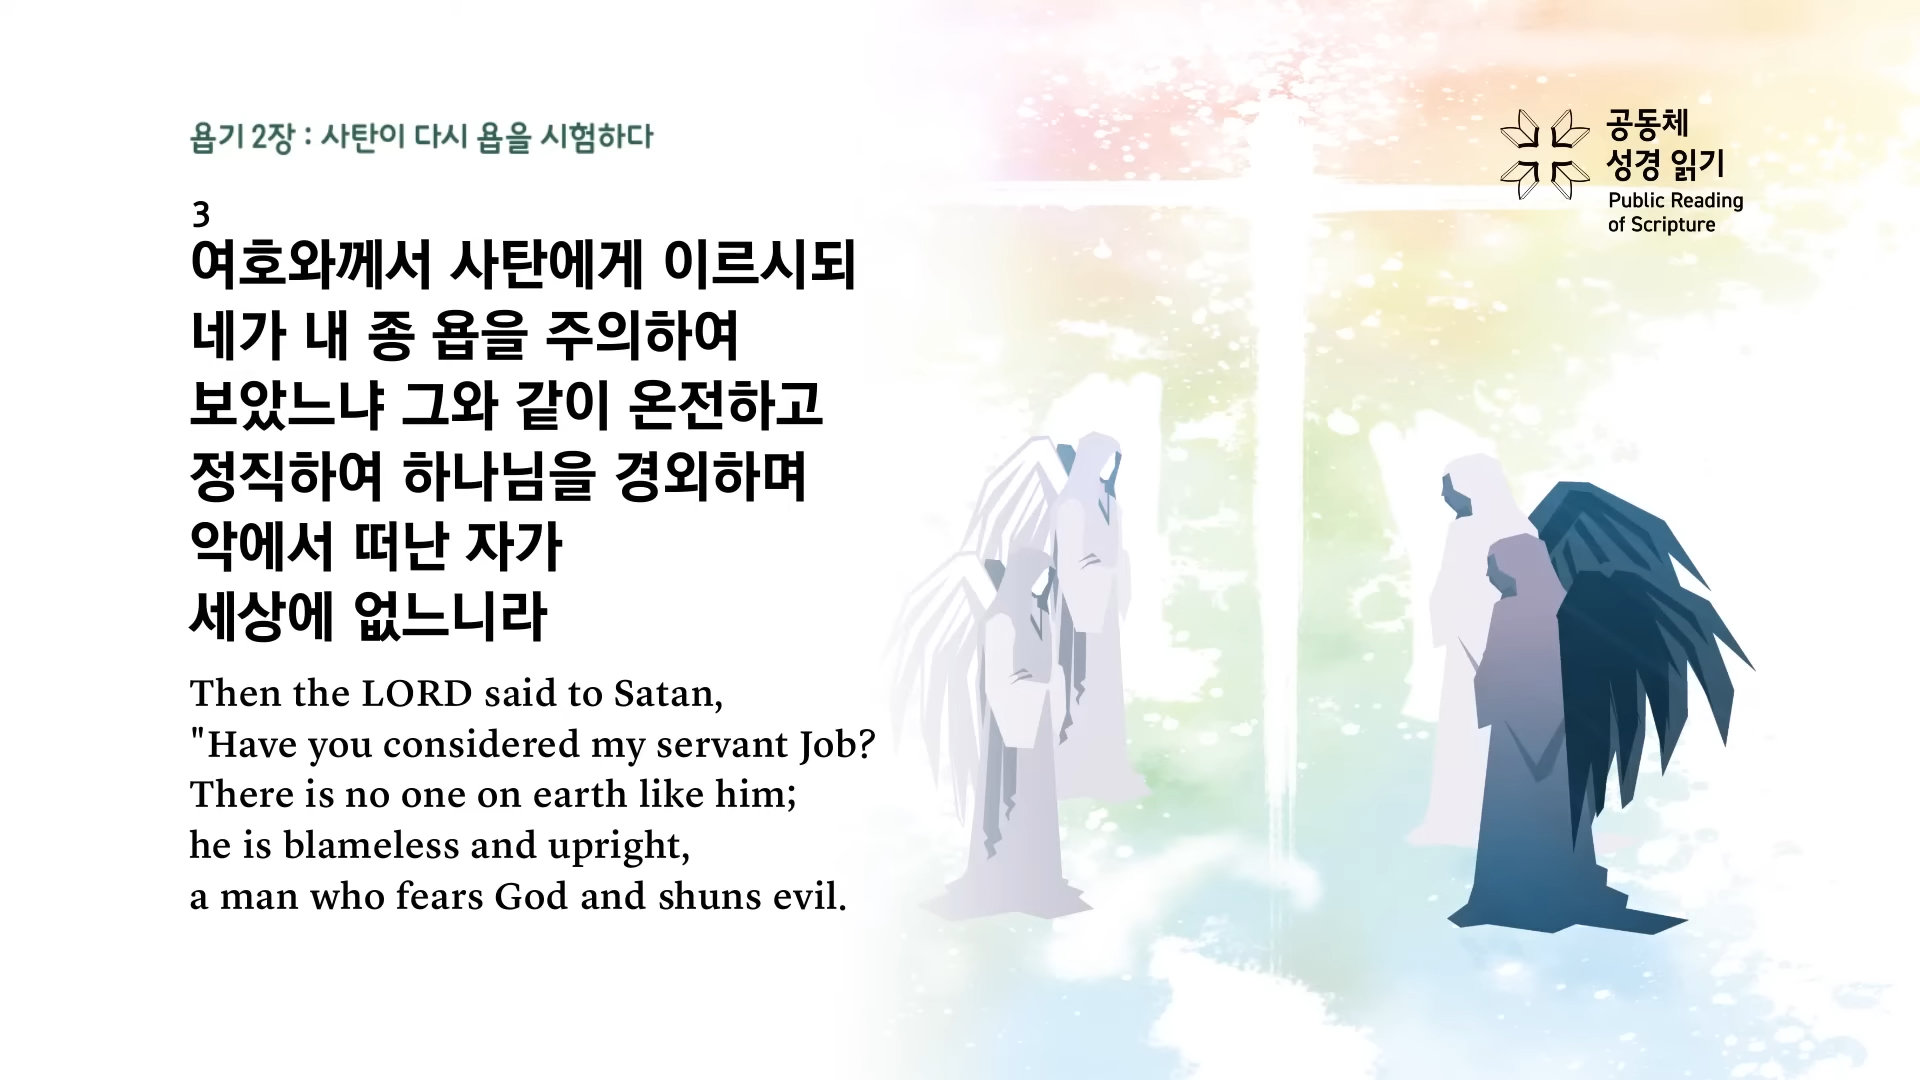 욥기 2장 : 사탄이 다시 욥을 시험하다
3
여호와께서 사탄에게 이르시되
네가 내 종 욥을 주의하여
보았느냐 그와 같이 온전하고
정직하여 하나님을 경외하며
악에서 떠난 자가
세상에 없느니라
Then the LORD said to Satan,
"Have you considered my servant Job?
There is no one on earth like him;
he is blameless and upright,
a man who fears God and shuns evil.
공동체
성경 읽기
Public Reading
of Scripture